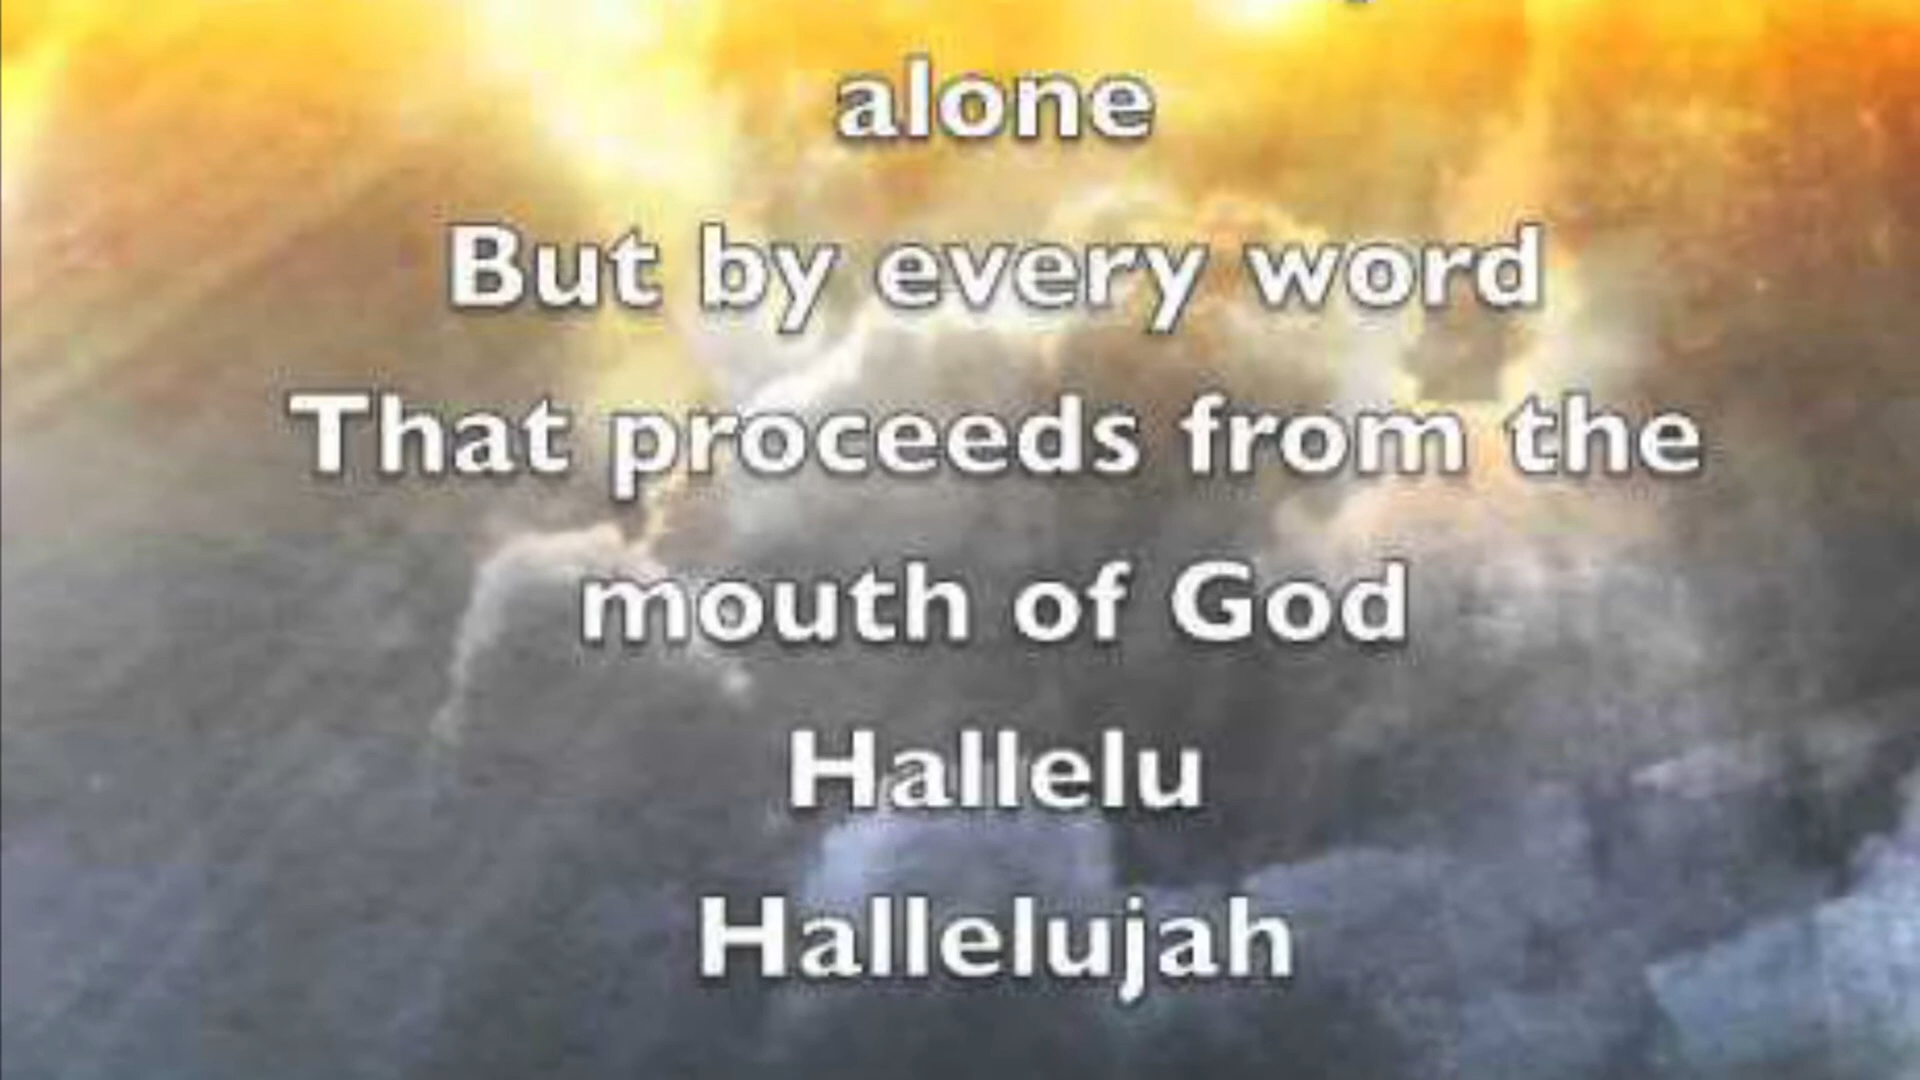 alone
But by every word
That proceeds from the
mouth of God
Hallelu
Hallelujah